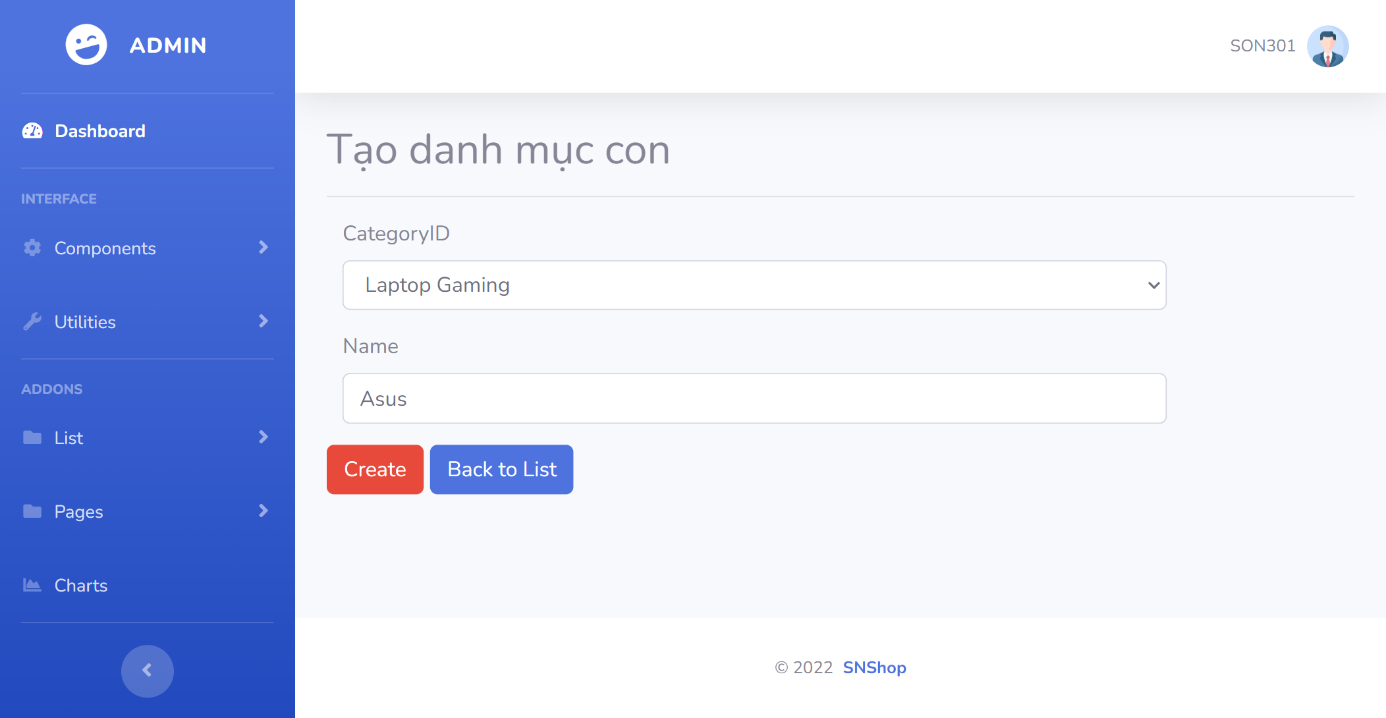 ADMIN
SON301
Dashboard
INTERFACE
Components
Utilities
ADDONS
List
Pages
Charts
Tạo danh mục con
CategoryID
Laptop Gaming
Name
Asus
Create Back to List
© 2022 SNShop